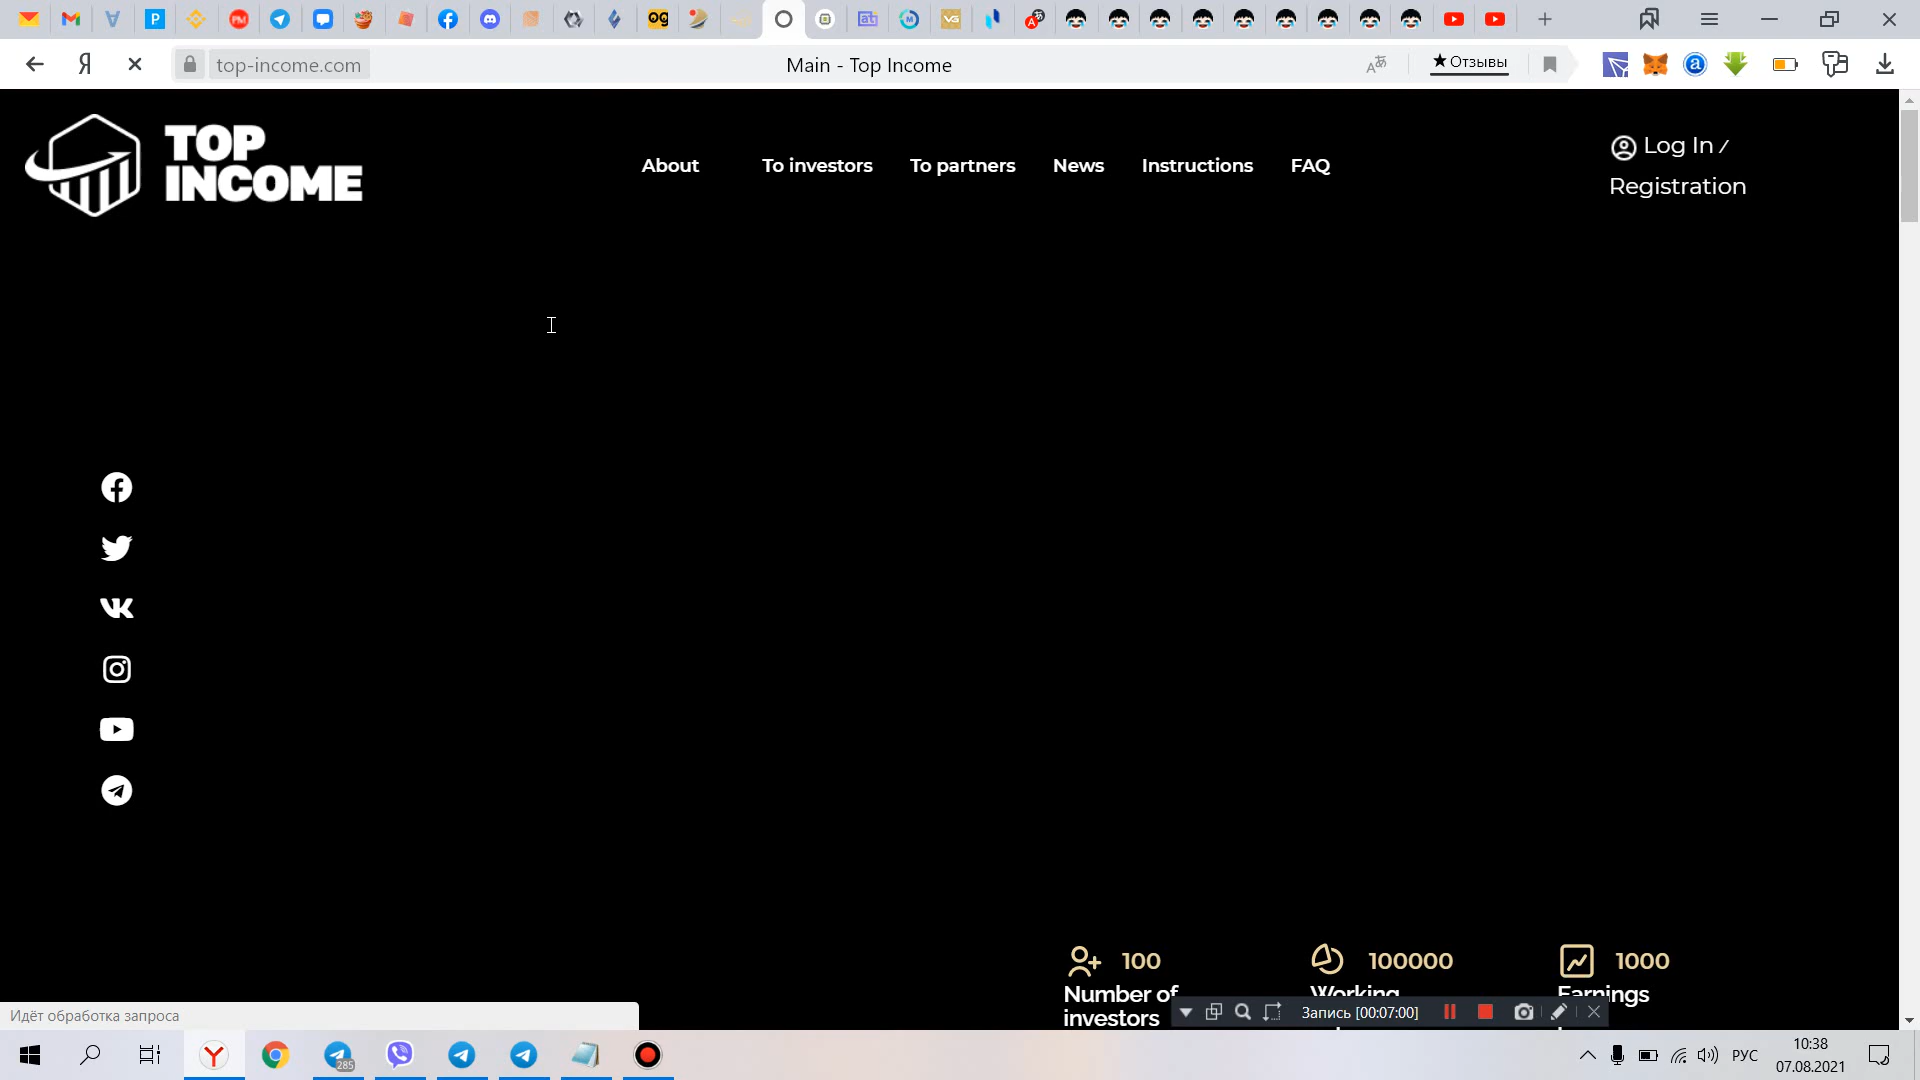 top-income.com
Main - Top Income
Отзывы
TOP
INCOME
About
To investors
To partners
News
Instructions
FAQ
Log In /
Registration
100
Number of
investors
100000
Working
1000
Earnings
Идёт обработка запроса
Запись [00:07:00]
285
РУС
10:38
07.08.2021